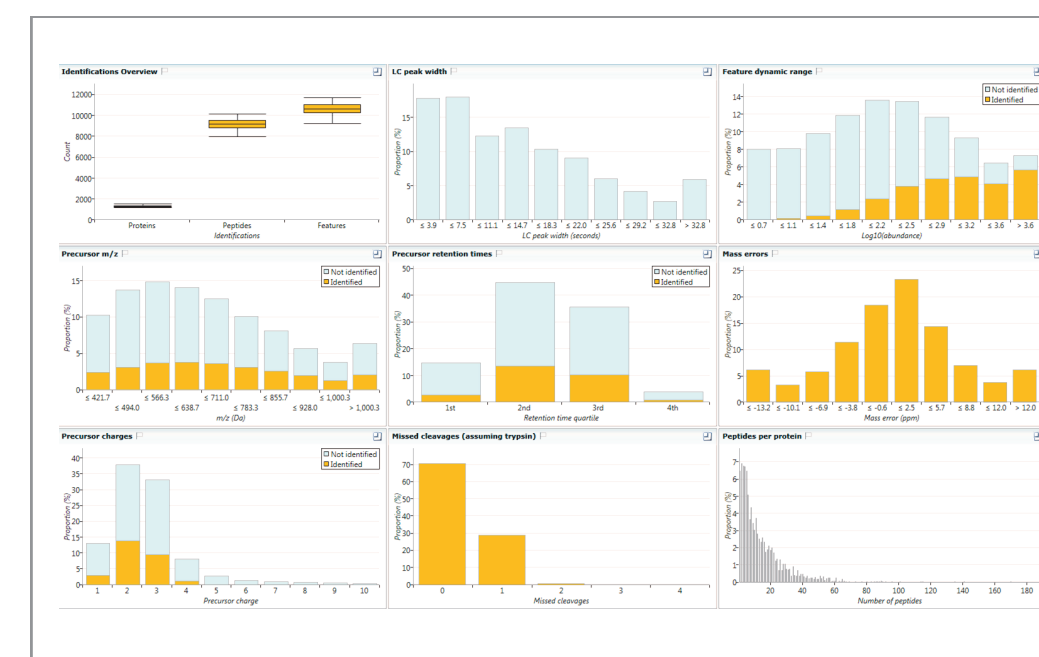 Identifications Overview
12000
10000
8000
6000
4000
2000
0
Count
Proteins Peptides Features
Identifications
LC peak width
15
10
5
0
Proportion (%)
≤ 3.9 ≤ 7.5 ≤ 11.1 ≤ 14.7 ≤ 18.3 ≤ 22.0 ≤ 25.6 ≤ 29.2 ≤ 32.8 > 32.8
LC peak width (seconds)
Feature dynamic range
Not identified
Identified
14
12
10
8
6
4
2
0
Proportion (%)
≤ 0.7 ≤ 1.1 ≤ 1.4 ≤ 1.8 ≤ 2.2 ≤ 2.5 ≤ 2.9 ≤ 3.2 ≤ 3.6 > 3.6
Log10(abundance)
Precursor m/z
Not identified
Identified
15
10
5
0
Proportion (%)
≤ 421.7 ≤ 566.3 ≤ 711.0 ≤ 855.7 ≤ 1,000.3
≤ 494.0 ≤ 638.7 ≤ 783.3 ≤ 928.0 > 1,000.3
m/z (Da)
Precursor retention times
Not identified
Identified
50
40
30
20
10
0
Proportion (%)
1st 2nd 3rd 4th
Retention time quartile
Mass errors
25
20
15
10
5
0
Proportion (%)
≤ -13.2 ≤ -10.1 ≤ -6.9 ≤ -3.8 ≤ -0.6 ≤ 2.5 ≤ 5.7 ≤ 8.8 ≤ 12.0 > 12.0
Mass error (ppm)
Precursor charges
Not identified
Identified
40
35
30
25
20
15
10
5
0
Proportion (%)
1 2 3 4 5 6 7 8 9 10
Precursor charge
Missed cleavages (assuming trypsin)
70
60
50
40
30
20
10
0
Proportion (%)
0 1 2 3 4
Missed cleavages
Peptides per protein
7
6
5
4
3
2
1
0
Proportion (%)
20 40 60 80 100 120 140 160 180
Number of peptides